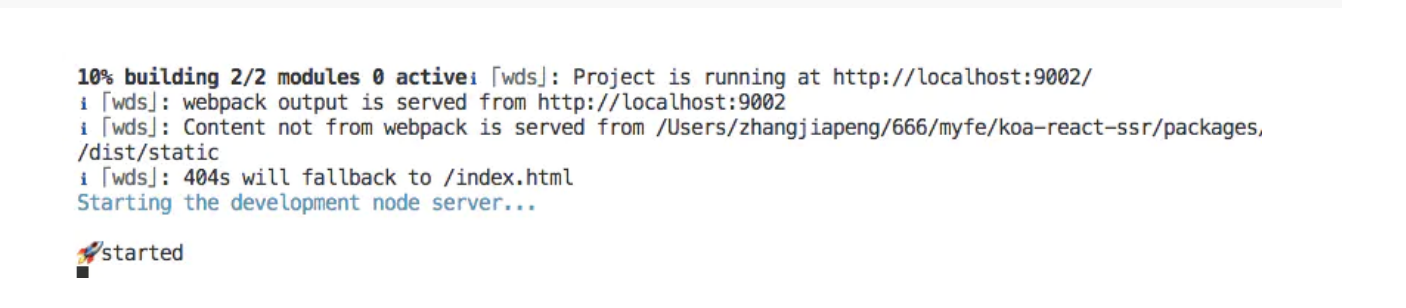 10% building 2/2 modules 0 activeℹ ｢wds｣: Project is running at http://localhost:9002/
ℹ ｢wds｣: webpack output is served from http://localhost:9002
ℹ ｢wds｣: Content not from webpack is served from /Users/zhangjiapeng/666/myfe/koa-react-ssr/packages,
/dist/static
ℹ ｢wds｣: 404s will fallback to /index.html
Starting the development node server...
🚀started